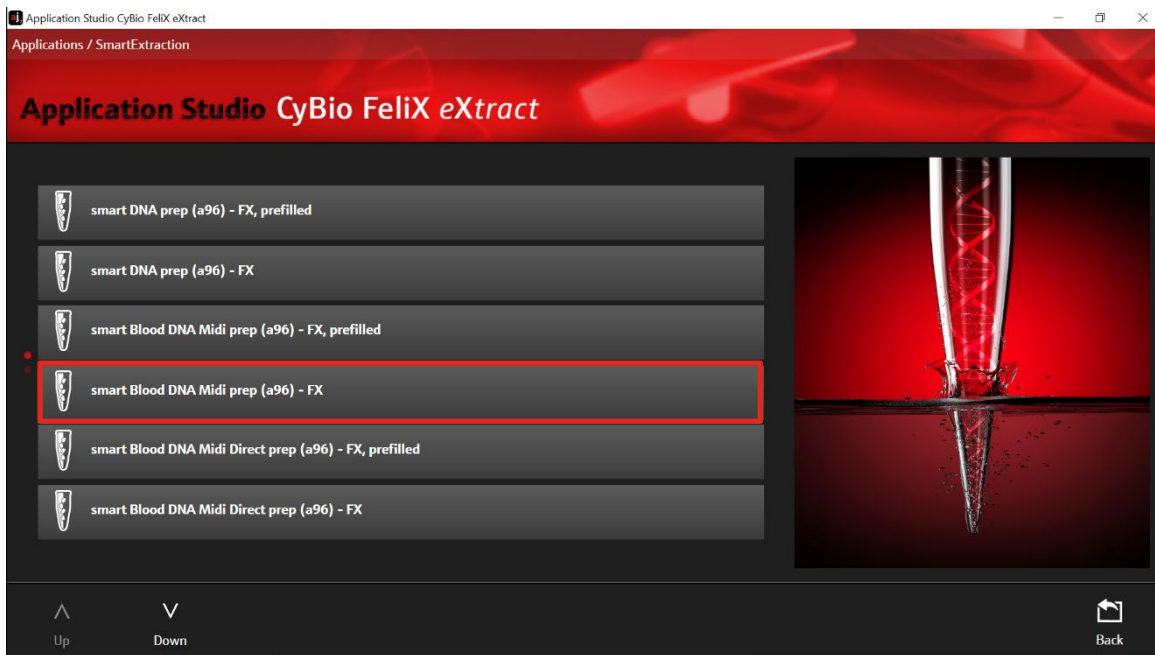 Application Studio CyBio FeliX eXtract
Applications / SmartExtraction
Application Studio CyBio FeliX eXtract
smart DNA prep (a96) - FX, prefilled
smart DNA prep (a96) - FX
smart Blood DNA Midi prep (a96) - FX, prefilled
smart Blood DNA Midi prep (a96) - FX
smart Blood DNA Midi Direct prep (a96) - FX, prefilled
smart Blood DNA Midi Direct prep (a96) - FX
Up
Down
Back